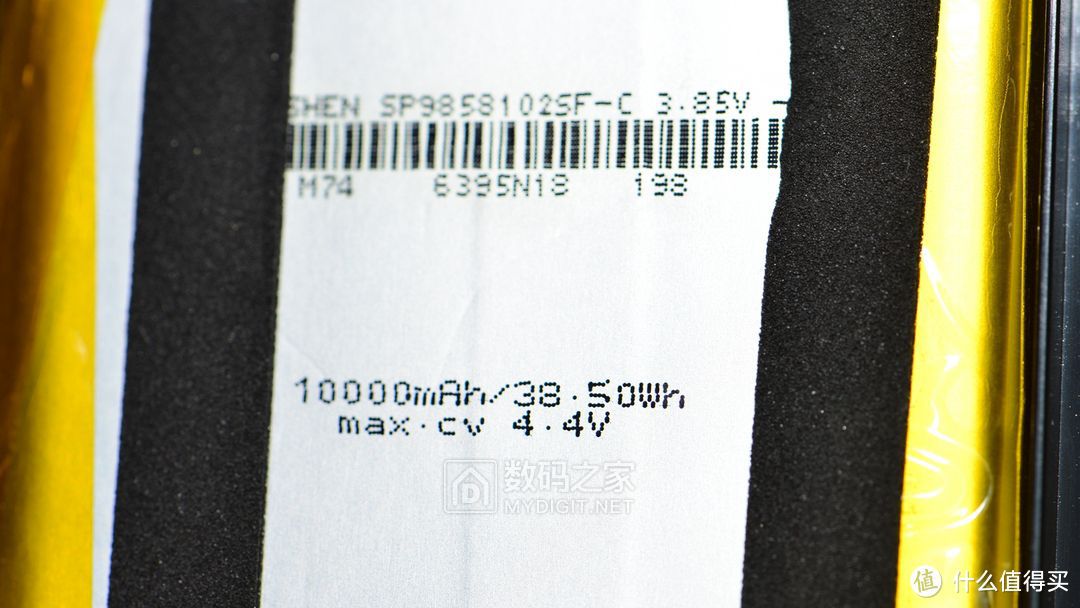 SHEN SP9858102SF-C 3.85V -
M74 6395N18 198
10000mAh/38.50Wh
max.cv 4.4V
数码之家
MYDIGIT.NET
值 什么值得买